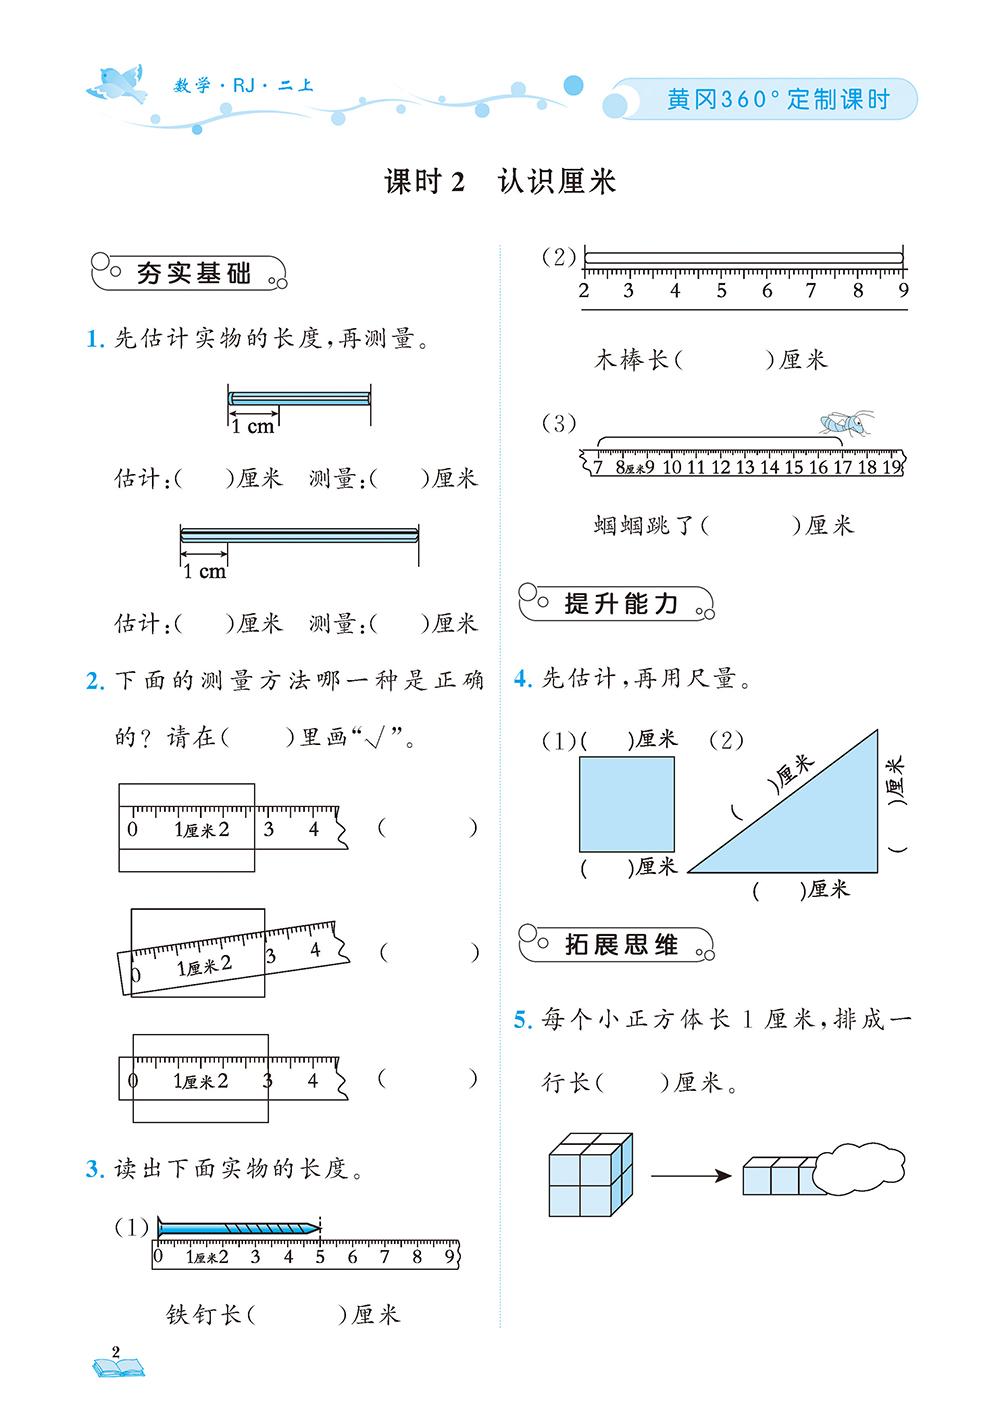 数学·RJ·二上
黄冈360°定制课时
课时2 认识厘米
夯实基础
1. 先估计实物的长度,再测量。
1 cm
估计:( )厘米 测量:( )厘米
1 cm
估计:( )厘米 测量:( )厘米
2. 下面的测量方法哪一种是正确
的? 请在( )里画“√”。
0 1厘米2 3 4 ( )
0 1厘米2 3 4 ( )
0 1厘米2 3 4 ( )
3. 读出下面实物的长度。
(1)
0 1厘米2 3 4 5 6 7 8 9
铁钉长( )厘米
(2)
2 3 4 5 6 7 8 9
木棒长( )厘米
(3)
7 8厘米9 10 11 12 13 14 15 16 17 18 19
蝈蝈跳了( )厘米
提升能力
4. 先估计,再用尺量。
(1)( )厘米 (2)
( )厘米
( )厘米
( )厘米
( )厘米
拓展思维
5. 每个小正方体长1厘米,排成一
行长( )厘米。
2